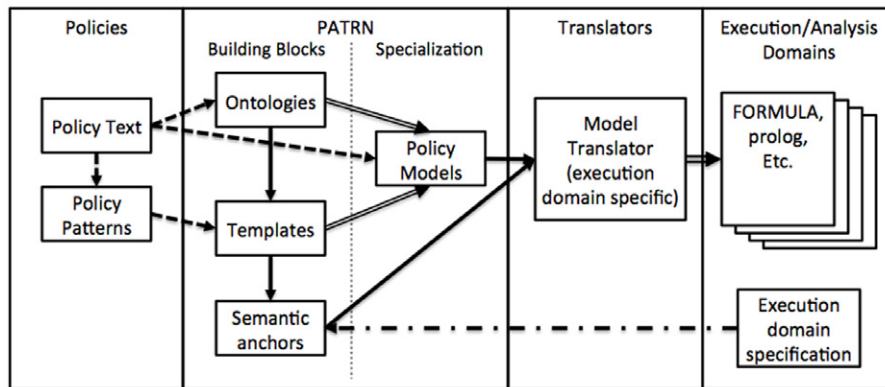 Policies
PATRN
Translators
Execution/Analysis
Domains
Building Blocks
Specialization
Ontologies
Policy Text
Policy
Models
Model
Translator
(execution
domain specific)
FORMULA,
prolog,
Etc.
Policy
Patterns
Templates
Semantic
anchors
Execution
domain
specification